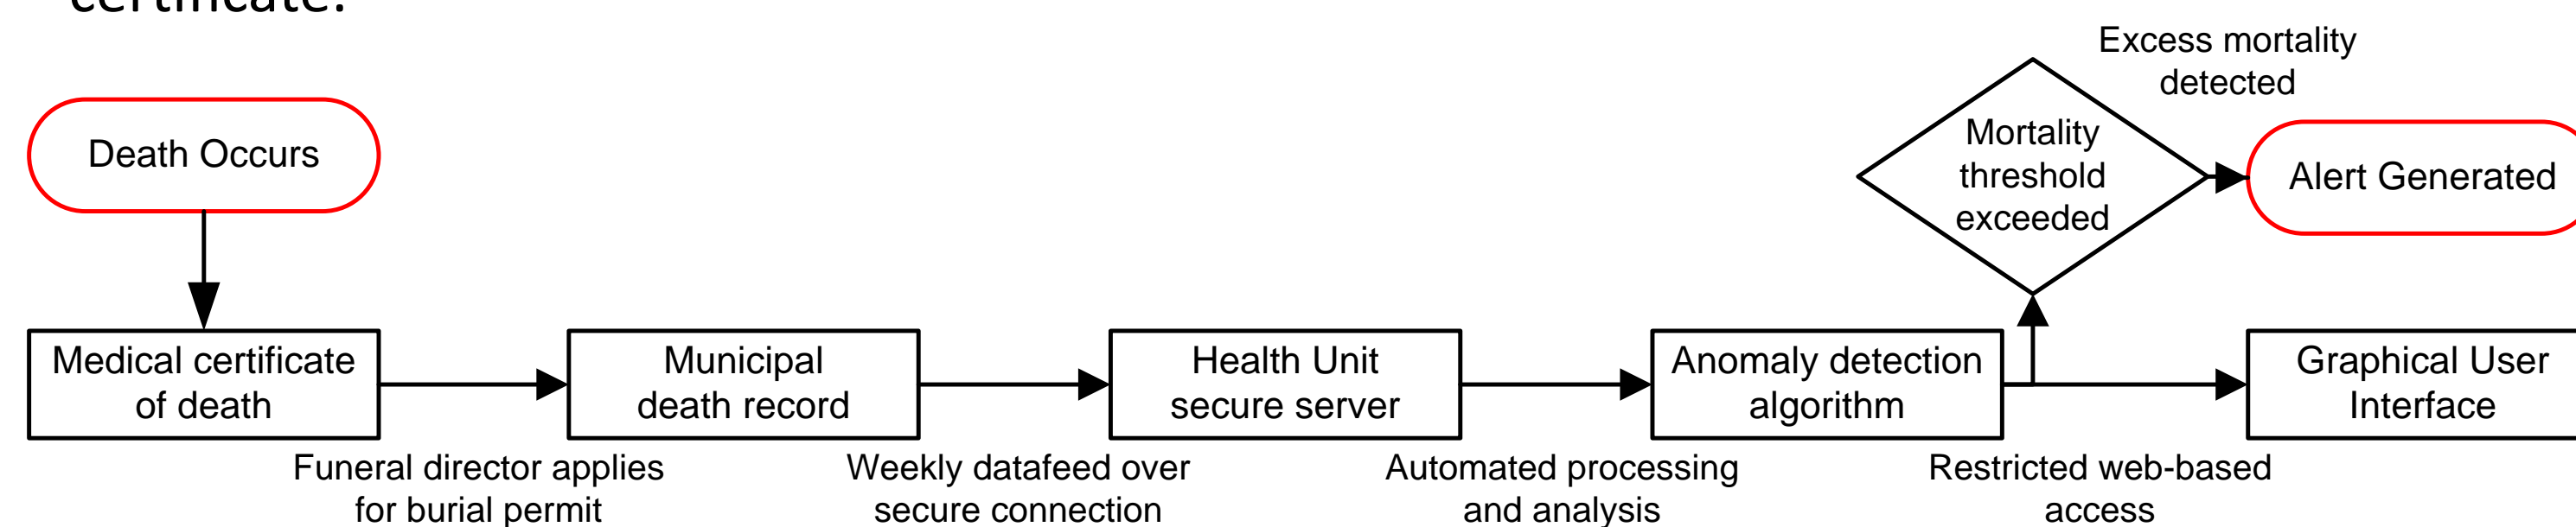 certificate.
Excess mortality
detected
Death Occurs
Mortality
threshold
exceeded
Alert Generated
Medical certificate
of death
Municipal
death record
Health Unit
secure server
Anomaly detection
algorithm
Graphical User
Interface
Funeral director applies
for burial permit
Weekly datafeed over
secure connection
Automated processing
and analysis
Restricted web-based
access